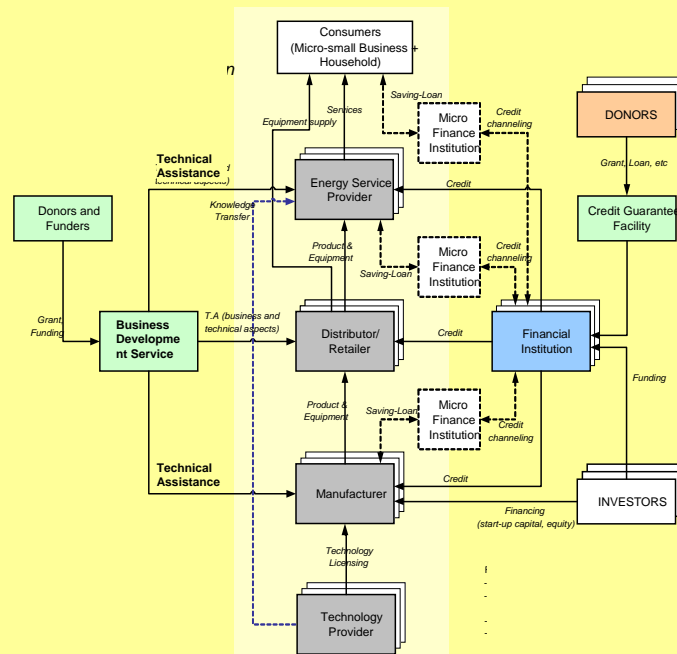 Consumers
(Micro-small Business +
Household)
n
Equipment supply
Services
Saving-Loan
Micro
Finance
Institution
Credit
channeling
DONORS
Technical
Assistance
technical aspects)
Energy Service
Provider
Credit
Grant, Loan, etc
Knowledge
Transfer
Donors and
Funders
Credit Guarantee
Facility
Product &
Equipment
Saving-Loan
Micro
Finance
Institution
Credit
channeling
Grant,
Funding
Business
Developme
nt Service
T.A (business and
technical aspects)
Distributor/
Retailer
Credit
Financial
Institution
Funding
Product &
Equipment
Saving-Loan
Micro
Finance
Institution
Credit
channeling
Technical
Assistance
Manufacturer
Credit
Financing
(start-up capital, equity)
INVESTORS
Technology
Licensing
Technology
Provider